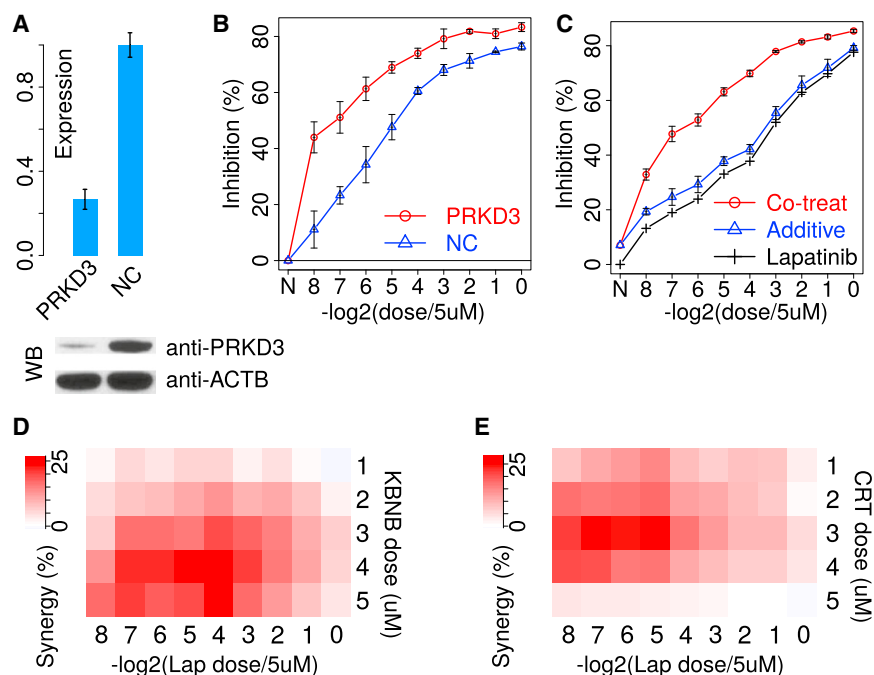 A
Expression
0.0 0.4 0.8
PRKD3 NC
WB
anti-PRKD3
anti-ACTB
B
Inhibition (%)
0 20 40 60 80
PRKD3
NC
N 8 7 6 5 4 3 2 1 0
-log2(dose/5uM)
C
Inhibition (%)
0 20 40 60 80
Co-treat
Additive
Lapatinib
N 8 7 6 5 4 3 2 1 0
-log2(dose/5uM)
D
Synergy (%)
0 25
1
2
3
4
5
KBNB dose (uM)
8 7 6 5 4 3 2 1 0
-log2(Lap dose/5uM)
E
Synergy (%)
0 25
1
2
3
4
5
CRT dose (uM)
8 7 6 5 4 3 2 1 0
-log2(Lap dose/5uM)